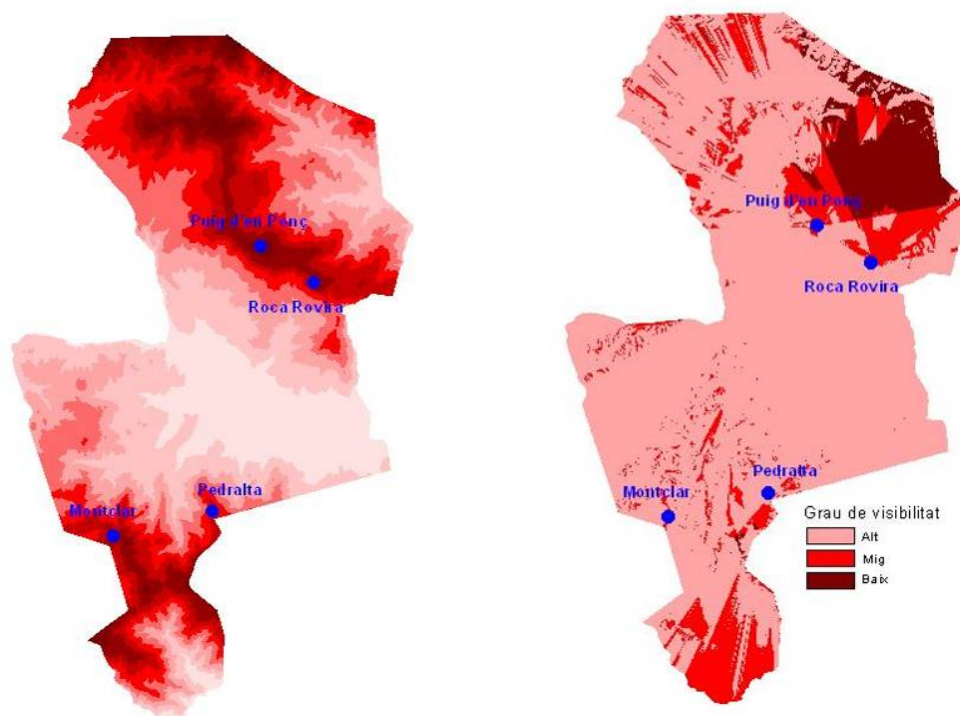 Puig d'en Ponç
Roca Rovira
Pedralta
Montclar
Puig d'en Ponç
Roca Rovira
Pedralta
Montclar
Grau de visibilitat
Alt
Mig
Baix